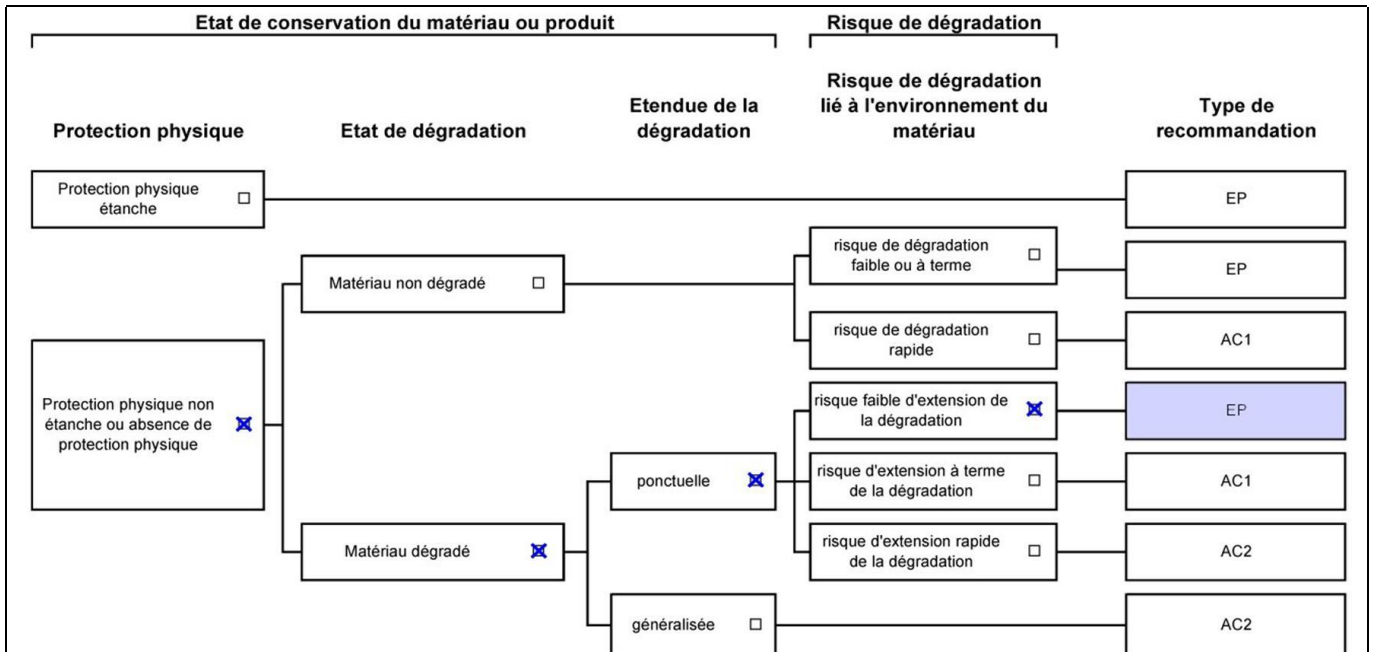 Etat de conservation du matériau ou produit
Risque de dégradation
Protection physique
Etat de dégradation
Etendue de la
dégradation
Risque de dégradation
lié à l'environnement du
matériau
Type de
recommandation
Protection physique
étanche
EP
Matériau non dégradé
risque de dégradation
faible ou à terme
EP
risque de dégradation
rapide
AC1
Protection physique non
étanche ou absence de
protection physique
risque faible d'extension de
la dégradation
EP
ponctuelle
risque d'extension à terme
de la dégradation
AC1
Matériau dégradé
risque d'extension rapide
de la dégradation
AC2
généralisée
AC2